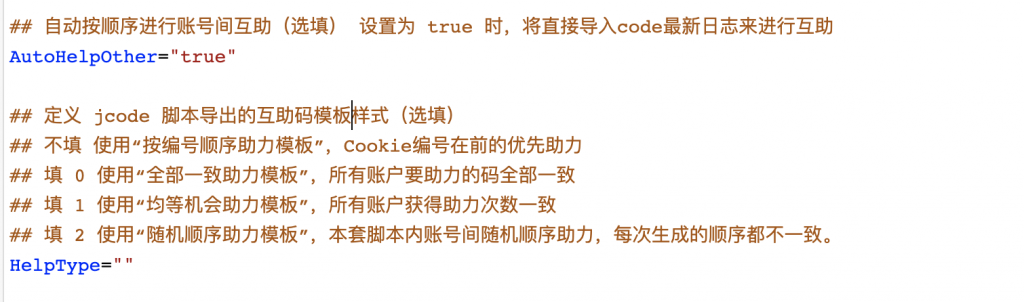 ## 自动按顺序进行账号间互助（选填） 设置为 true 时，将直接导入code最新日志来进行互助
AutoHelpOther="true"
## 定义 jcode 脚本导出的互助码模板样式（选填）
## 不填 使用“按编号顺序助力模板”，Cookie编号在前的优先助力
## 填 0 使用“全部一致助力模板”，所有账户要助力的码全部一致
## 填 1 使用“均等机会助力模板”，所有账户获得助力次数一致
## 填 2 使用“随机顺序助力模板”，本套脚本内账号间随机顺序助力，每次生成的顺序都不一致。
HelpType=""